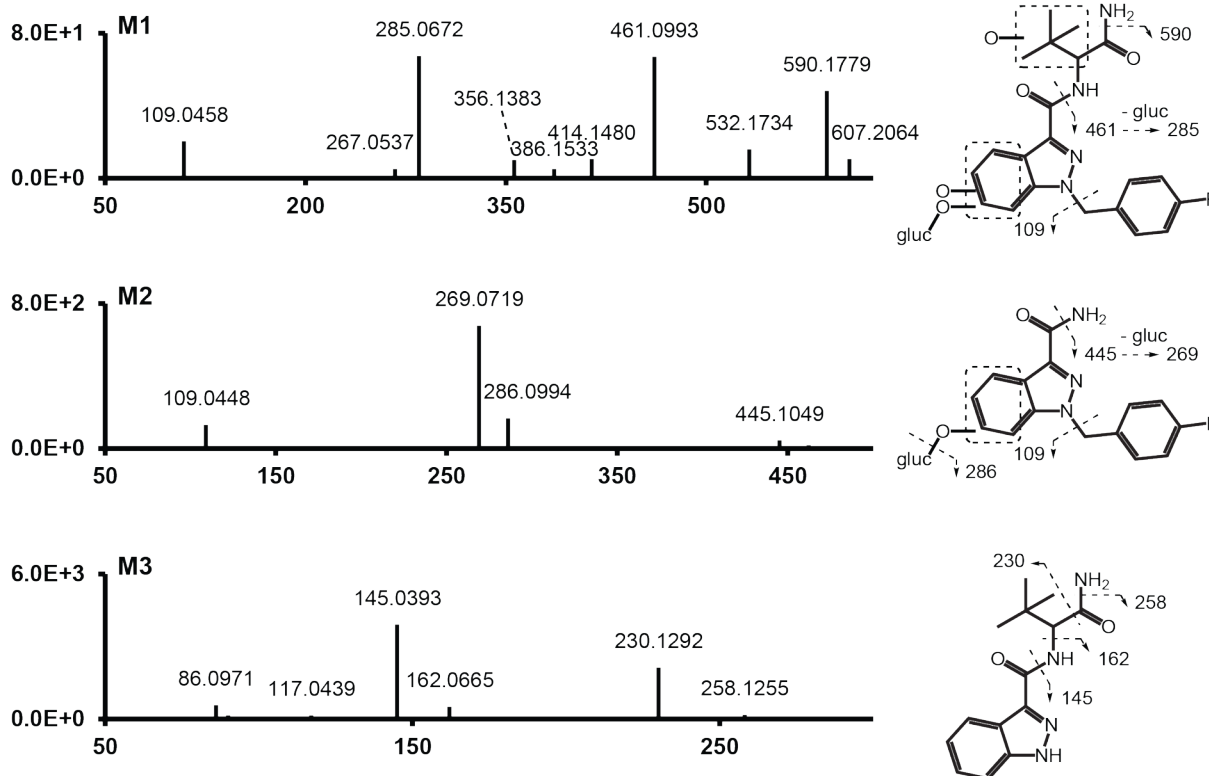 8.0E+1
M1
285.0672
461.0993
590.1779
356.1383
109.0458
267.0537
414.1480
386.1533
532.1734
607.2064
0.0E+0
50
200
350
500
NH₂
590
O
O
O
NH
- gluc
461 285
N
N
O
O
gluc
109
8.0E+2
M2
269.0719
109.0448
286.0994
445.1049
0.0E+0
50
150
250
350
450
O
NH₂
- gluc
445 269
N
N
O
gluc
109
286
6.0E+3
M3
145.0393
230.1292
86.0971
117.0439
162.0665
258.1255
0.0E+0
50
150
250
230
NH₂
258
O
O
NH
162
145
N
NH